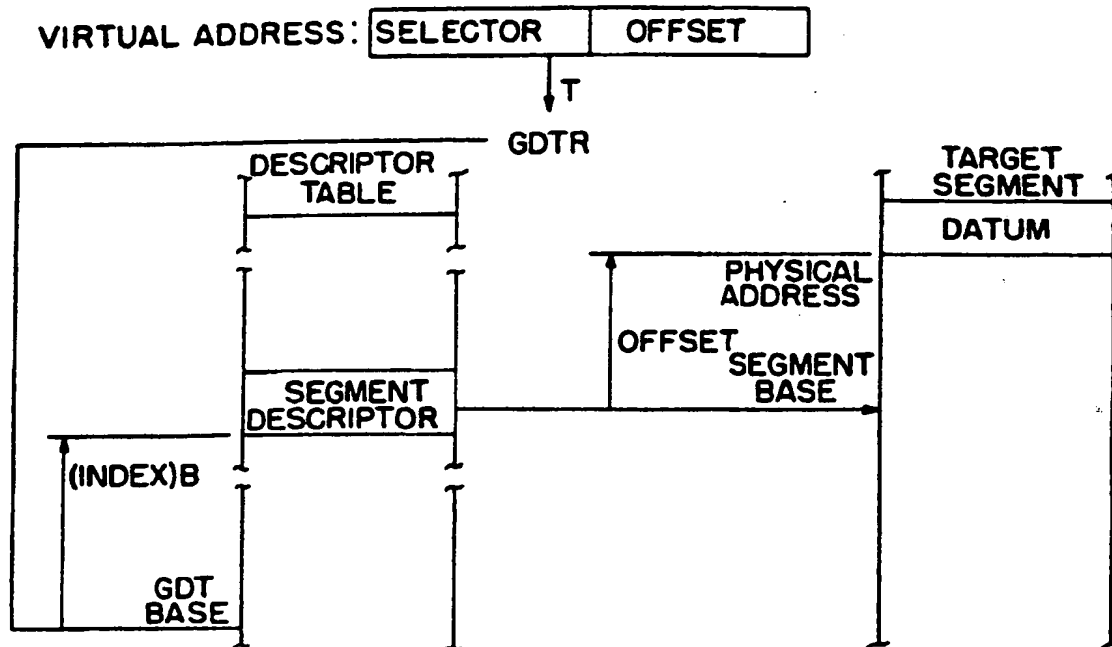 VIRTUAL ADDRESS: SELECTOR OFFSET
T
GDTR
DESCRIPTOR
TABLE
TARGET
SEGMENT
DATUM
PHYSICAL
ADDRESS
OFFSET
SEGMENT
BASE
SEGMENT
DESCRIPTOR
(INDEX)B
GDT
BASE